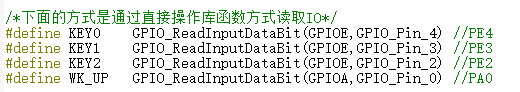 /*下面的方式是通过直接操作库函数方式读取IO*/
#define KEY0 GPIO_ReadInputDataBit(GPIOE,GPIO_Pin_4) //PE4
#define KEY1 GPIO_ReadInputDataBit(GPIOE,GPIO_Pin_3) //PE3
#define KEY2 GPIO_ReadInputDataBit(GPIOE,GPIO_Pin_2) //PE2
#define WK_UP GPIO_ReadInputDataBit(GPIOA,GPIO_Pin_0) //PA0